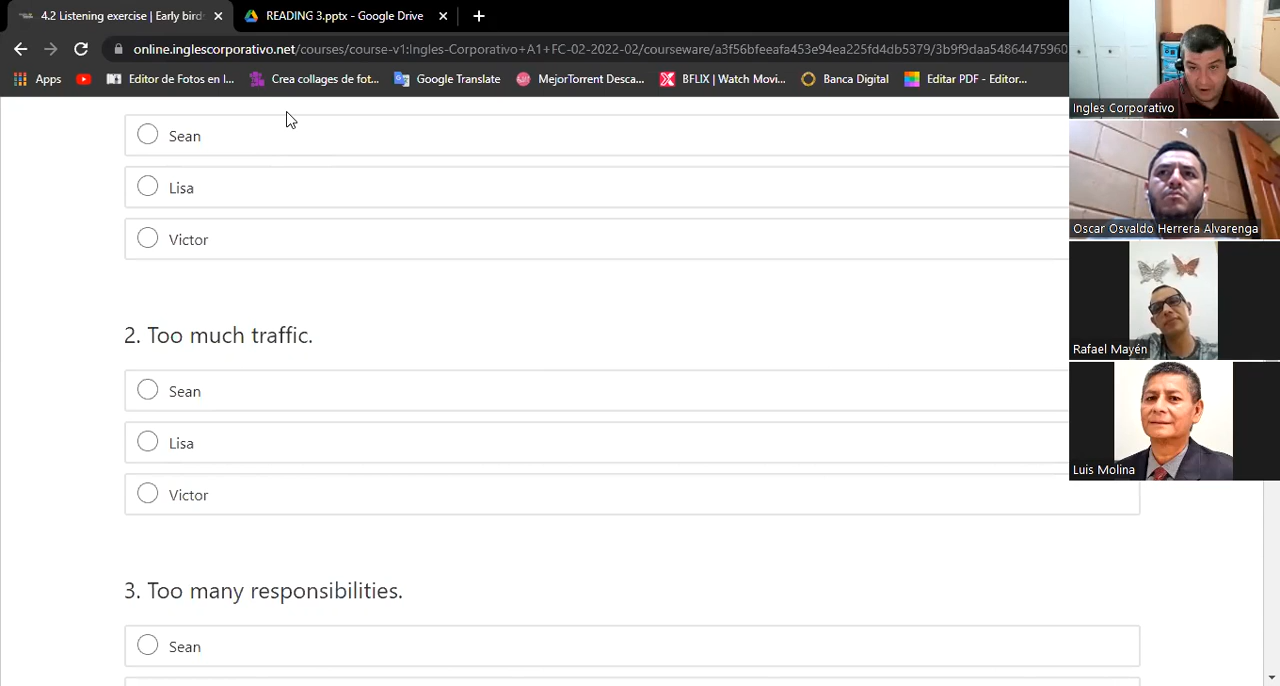 4.2 Listening exercise | Early bird
READING 3.pptx - Google Drive
online.inglescorporativo.net/courses/course-v1:Ingles-Corporativo+A1+FC-02-2022-02/courseware/a3f56bfeeafa453e94ea225fd4db5379/3b9f9daa54864475960
Apps
Editor de Fotos en l...
Crea collages de fot...
Google Translate
MejorTorrent Desca...
BFLIX | Watch Movi...
Banca Digital
Editar PDF - Editor...
Ingles Corporativo
Sean
Lisa
Victor
Oscar Osvaldo Herrera Alvarenga
2. Too much traffic.
Rafael Mayén
Sean
Lisa
Luis Molina
Victor
3. Too many responsibilities.
Sean